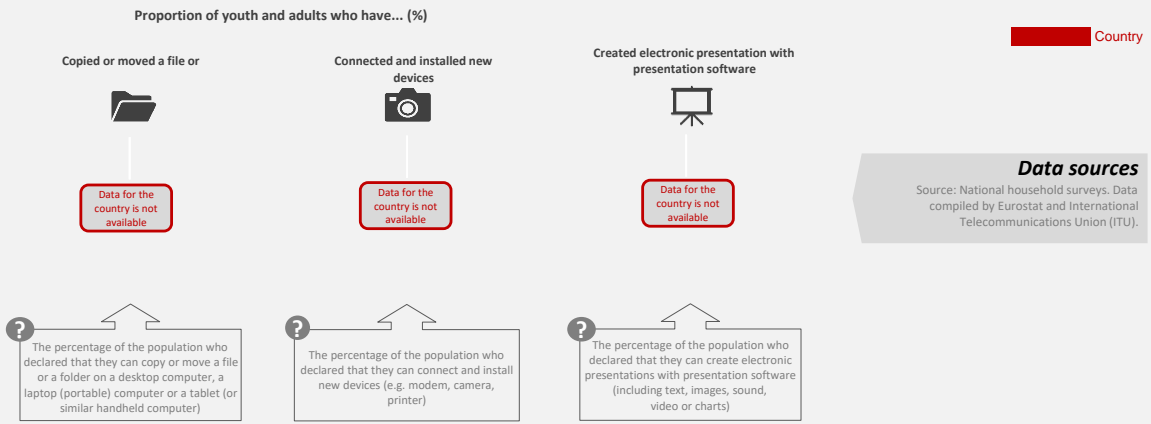 Proportion of youth and adults who have... (%)
Country
Copied or moved a file or
Connected and installed new
devices
Created electronic presentation with
presentation software
Data for the
country is not
available
Data for the
country is not
available
Data for the
country is not
available
Data sources
Source: National household surveys. Data
compiled by Eurostat and International
Telecommunications Union (ITU).
?
The percentage of the population who
declared that they can copy or move a file
or a folder on a desktop computer, a
laptop (portable) computer or a tablet (or
similar handheld computer)
?
The percentage of the population who
declared that they can connect and install
new devices (e.g. modem, camera,
printer)
?
The percentage of the population who
declared that they can create electronic
presentations with presentation software
(including text, images, sound,
video or charts)